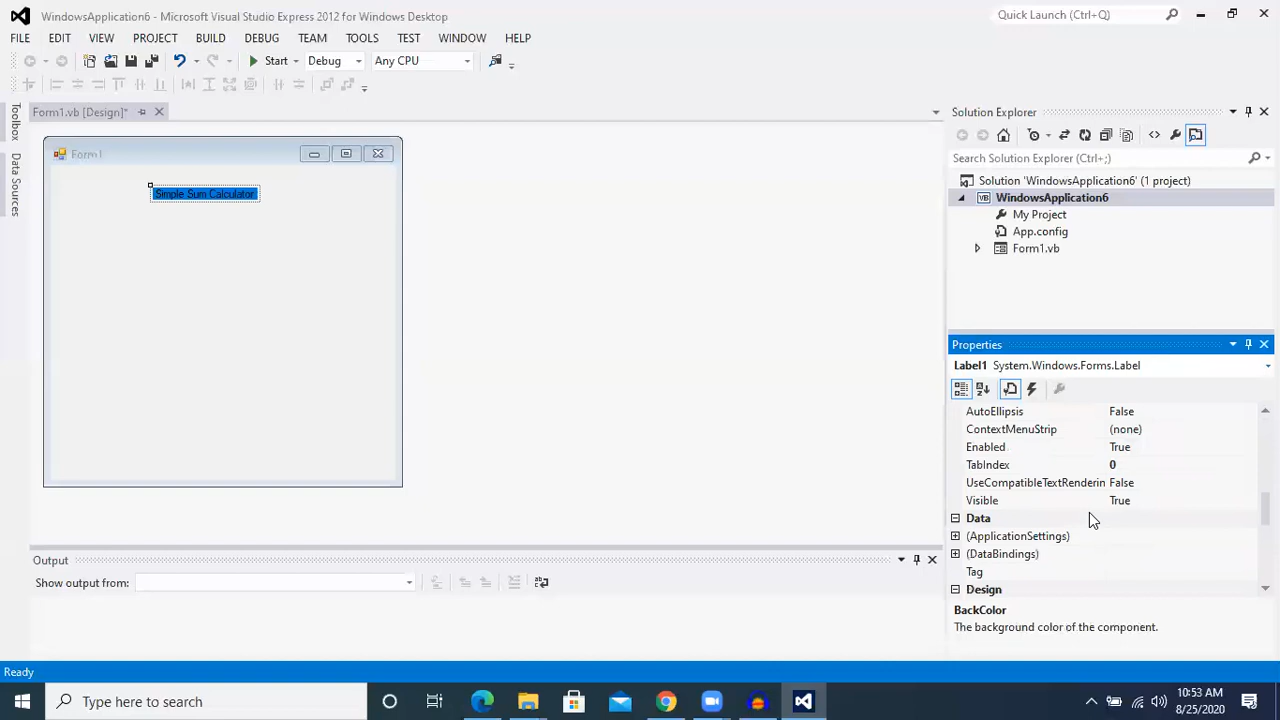 WindowsApplication6 - Microsoft Visual Studio Express 2012 for Windows Desktop
Quick Launch (Ctrl+Q)
FILE EDIT VIEW PROJECT BUILD DEBUG TEAM TOOLS TEST WINDOW HELP
Start Debug Any CPU
Toolbox
Data Sources
Form1.vb [Design]*
Form1
Simple Sum Calculator
Solution Explorer
Search Solution Explorer (Ctrl+;)
Solution 'WindowsApplication6' (1 project)
VB WindowsApplication6
My Project
App.config
Form1.vb
Properties
Label1 System.Windows.Forms.Label
AutoEllipsis False
ContextMenuStrip (none)
Enabled True
TabIndex 0
UseCompatibleTextRenderin False
Visible True
Data
(ApplicationSettings)
(DataBindings)
Tag
Design
BackColor
The background color of the component.
Output
Show output from:
Ready
Type here to search
10:53 AM
8/25/2020